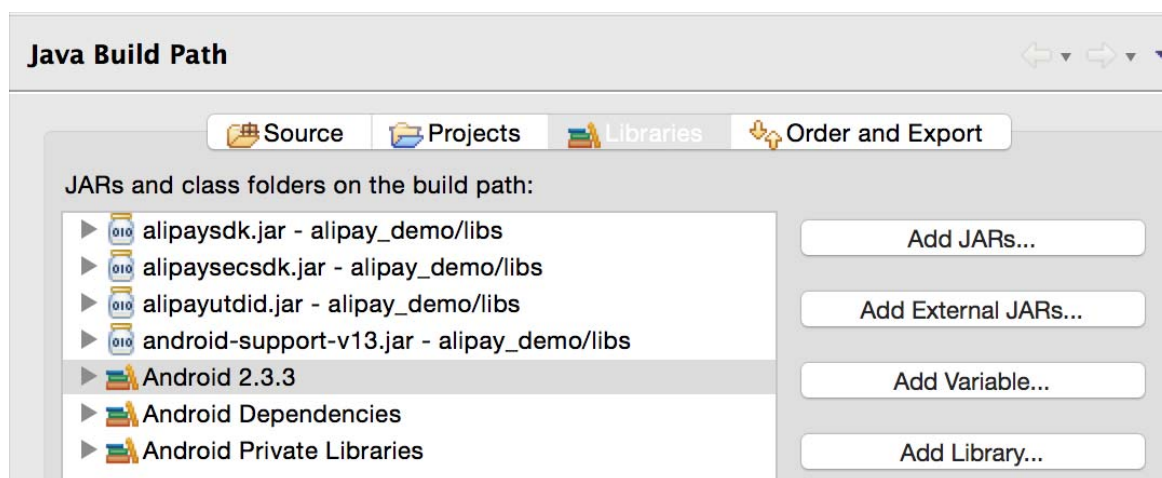 Java Build Path
Source Projects Libraries Order and Export
JARs and class folders on the build path:
alipaysdk.jar - alipay_demo/libs
alipaysecsdk.jar - alipay_demo/libs
alipayutdid.jar - alipay_demo/libs
android-support-v13.jar - alipay_demo/libs
Android 2.3.3
Android Dependencies
Android Private Libraries
Add JARs...
Add External JARs...
Add Variable...
Add Library...